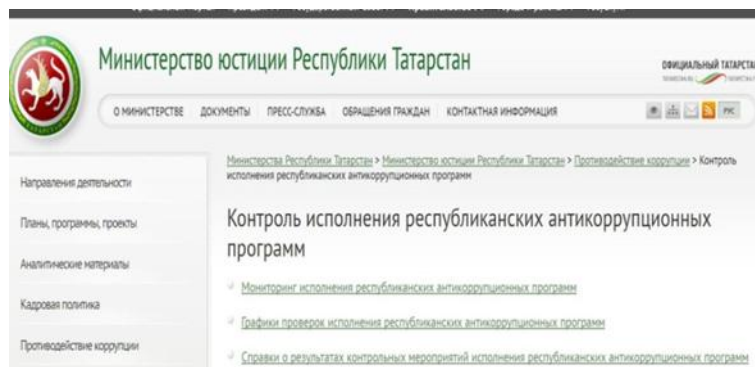 Министерство юстиции Республики Татарстан
ОФИЦИАЛЬНЫЙ ТАТАРСТАН
О МИНИСТЕРСТВЕ ДОКУМЕНТЫ ПРЕСС-СЛУЖБА ОБРАЩЕНИЯ ГРАЖДАН КОНТАКТНАЯ ИНФОРМАЦИЯ РУС
Министерства Республики Татарстан > Министерство юстиции Республики Татарстан > Противодействие коррупции > Контроль
исполнения республиканских антикоррупционных программ
Направления деятельности
Планы, программы, проекты
Аналитические материалы
Кадровая политика
Противодействие коррупции
Контроль исполнения республиканских антикоррупционных
программ
Мониторинг исполнения республиканских антикоррупционных программ
Графики проверок исполнения республиканских антикоррупционных программ
Справки о результатах контрольных мероприятий исполнения республиканских антикоррупционных программ